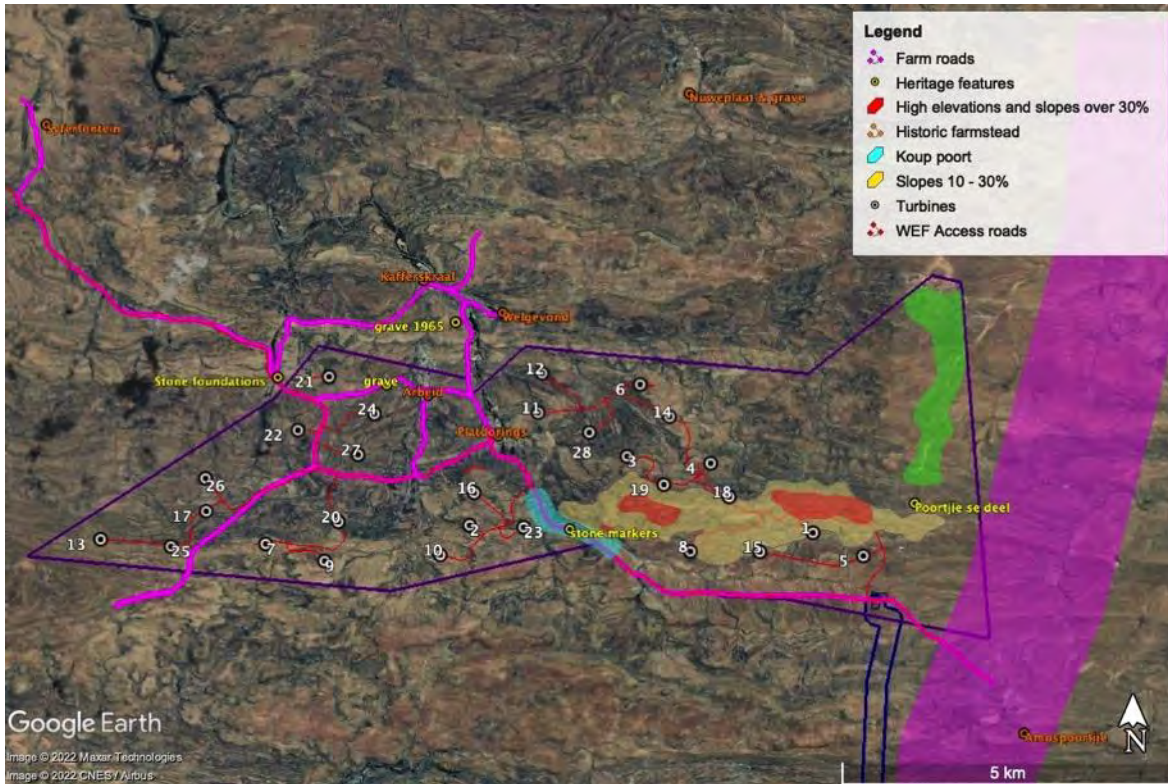 Legend
Farm roads
Heritage features
High elevations and slopes over 30%
Historic farmstead
Koup poort
Slopes 10 - 30%
Turbines
WEF Access roads
Nuweplaat & grave
Syferfontein
Kafferskraal
Welgevond
grave 1965
Stone foundations
21
grave
Arbeid
12
6
24
11
14
22
Platdorings
28
27
3
4
26
19
18
16
Poortjie se deel
17
20
2
23
stone markers
1
13
25
7
10
8
15
5
9
Amospoortjie
N
Google Earth
Image © 2022 Maxar Technologies
Image © 2022 CNES / Airbus
5 km